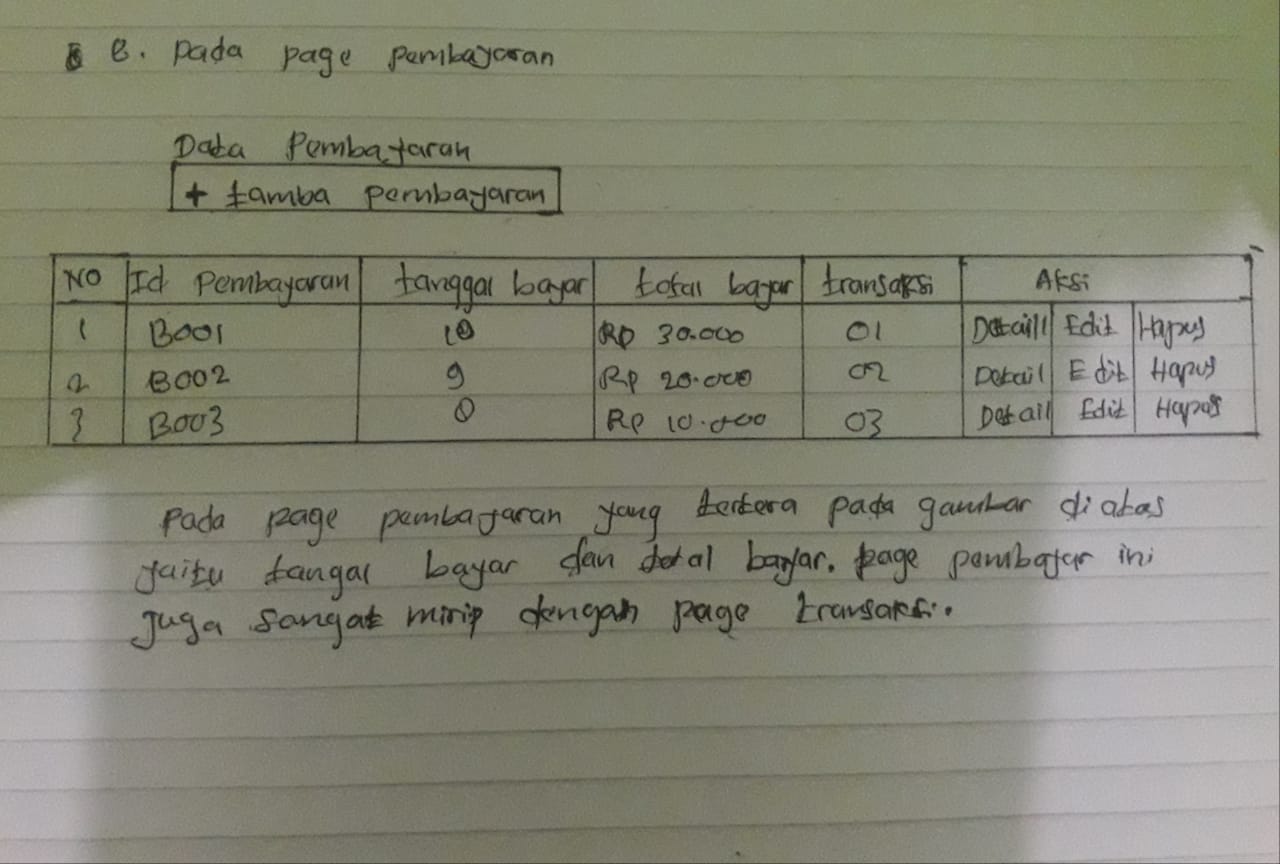 B. Pada page pembayaran
Data Pembayaran
+ tamba pembayaran
NO Id Pembayaran tanggal bayar total bayar transaksi Aksi
1 B001 10 RP 30.000 01 Detaill Edit Hapus
2 B002 9 Rp 20.000 02 Detail Edit Hapus
3 B003 8 RP 10.000 03 Detail Edit Hapus
Pada page pembayaran yang tertera pada gambar di atas
yaitu tangal bayar dan total bayar. page pembayar ini
juga sangat mirip dengan page transaksi.